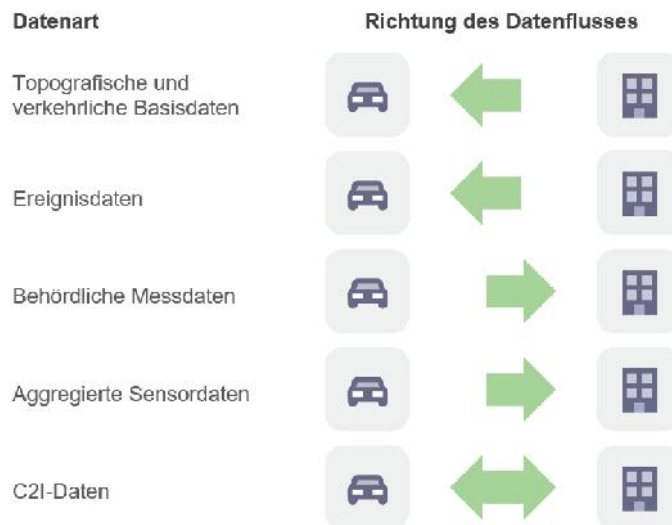 Datenart
Richtung des Datenflusses
Topografische und
verkehrliche Basisdaten
Ereignisdaten
Behördliche Messdaten
Aggregierte Sensordaten
C2I-Daten